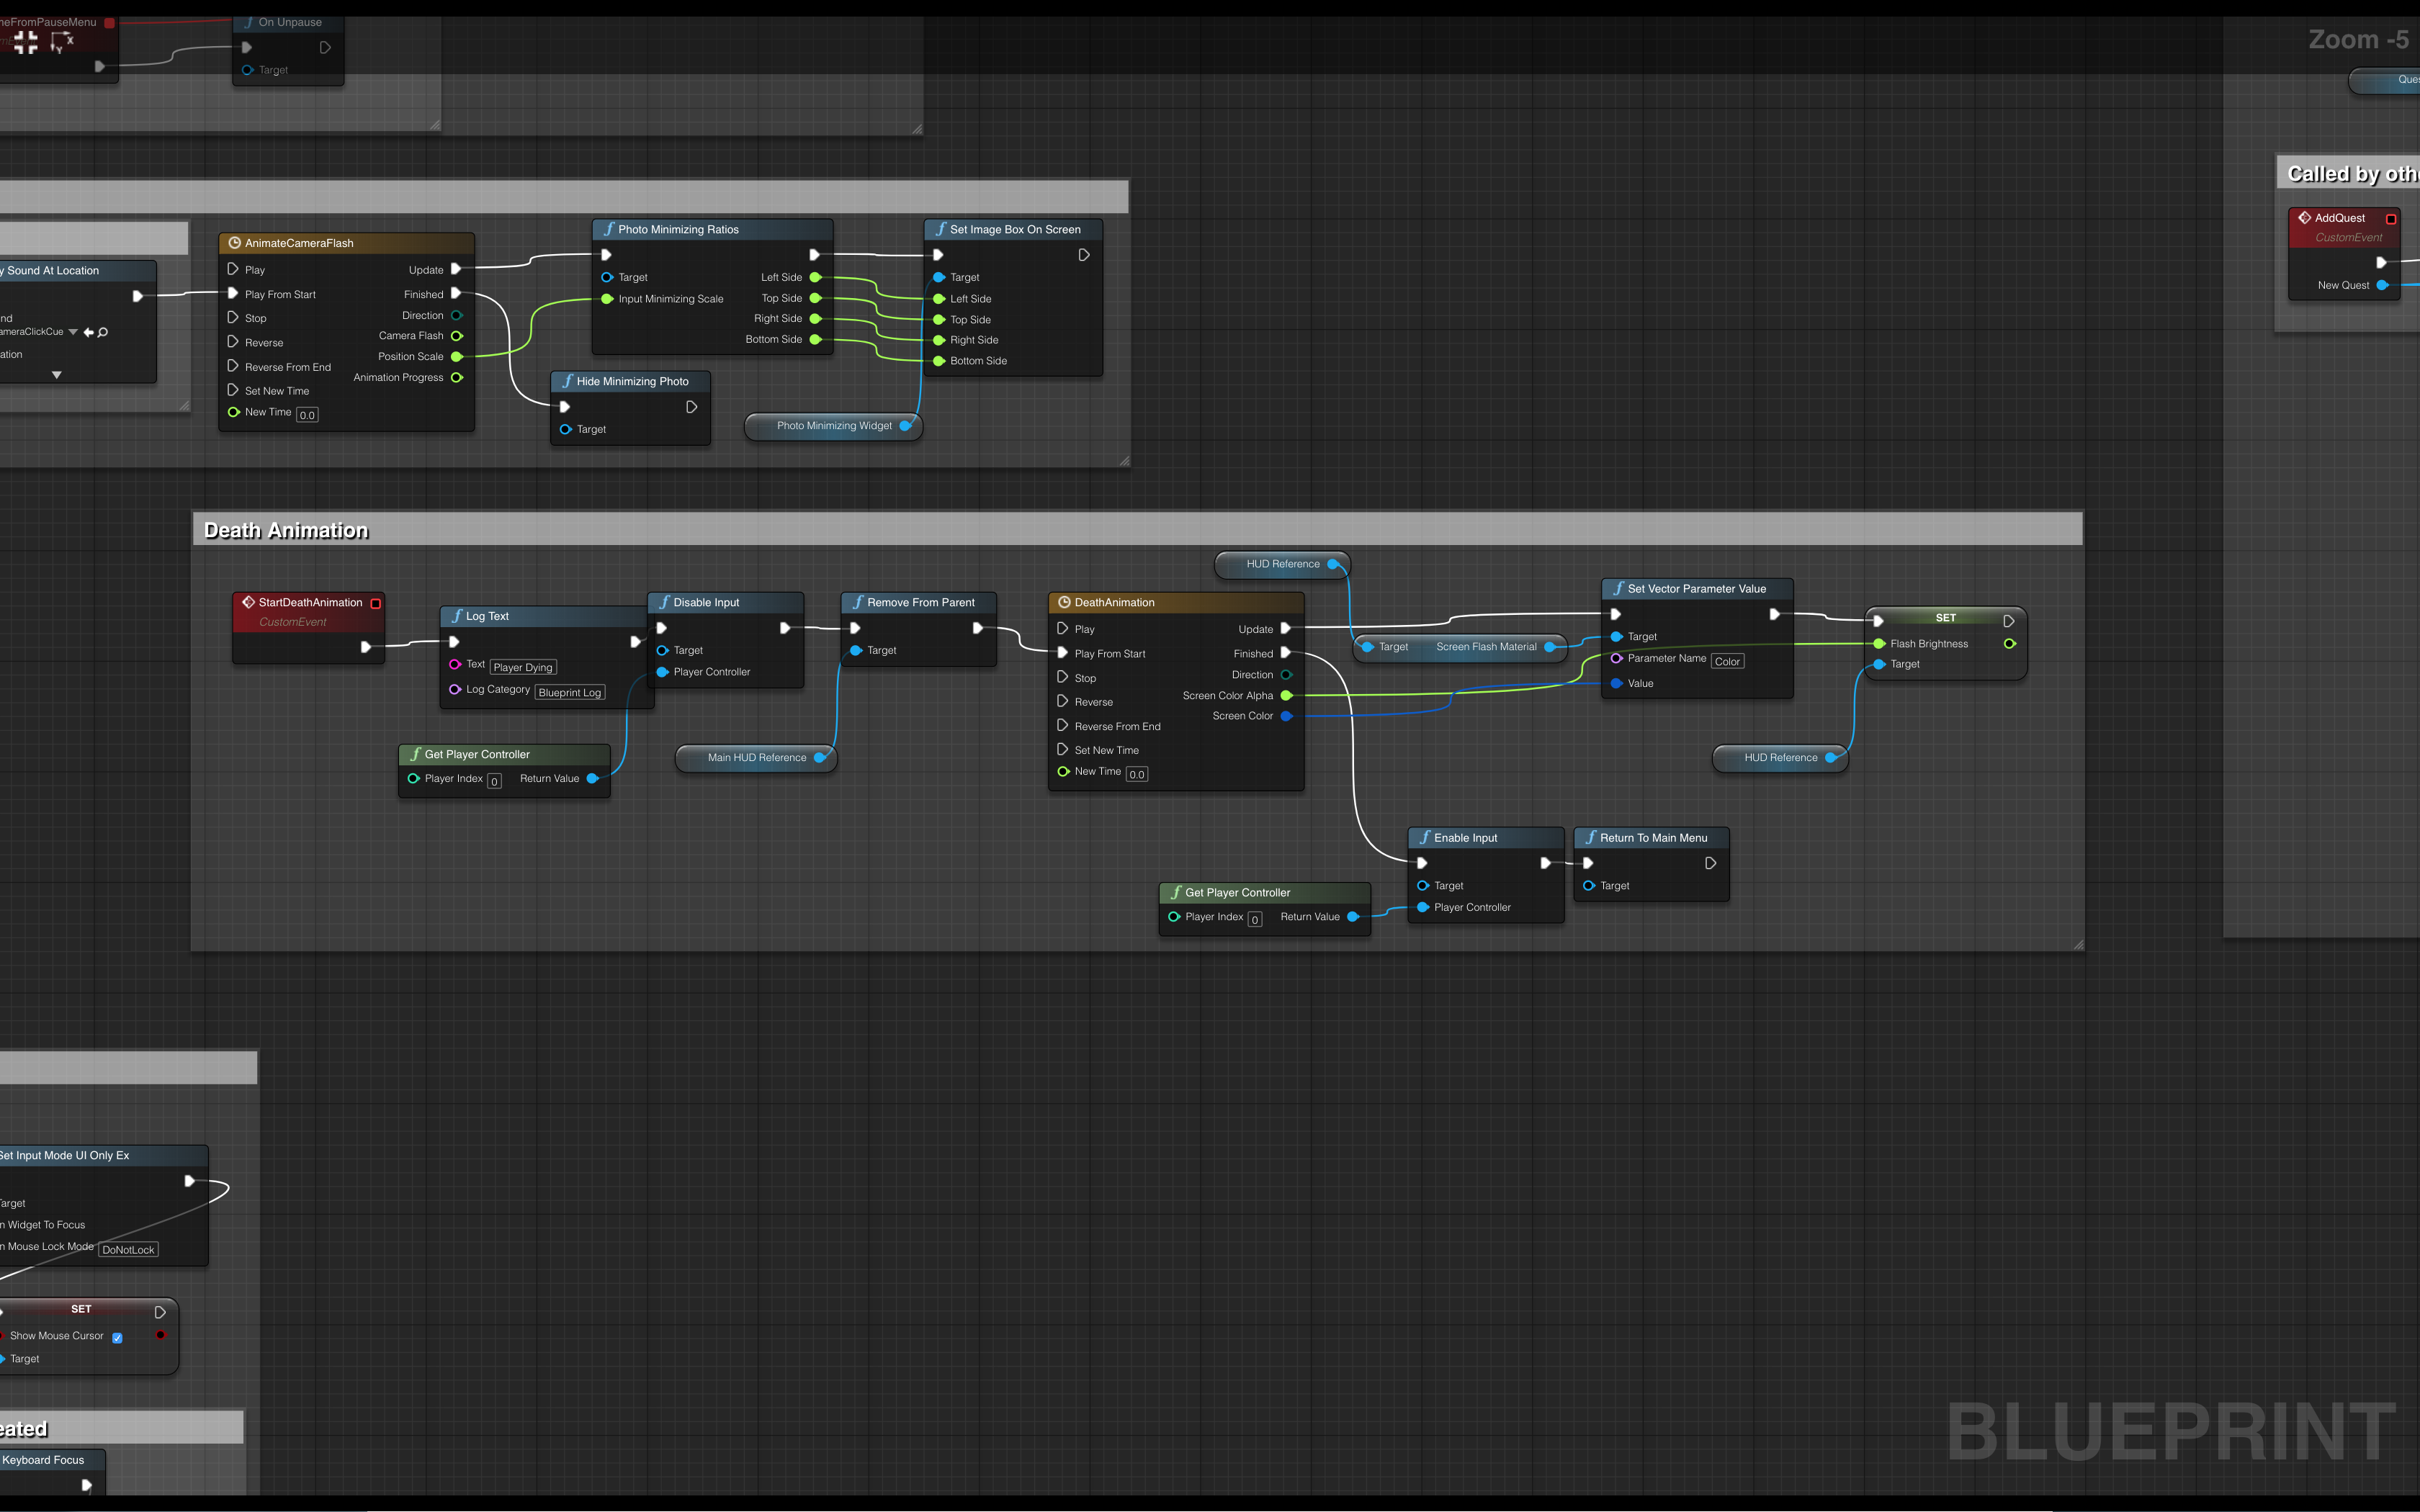 neFromPauseMenu
On Unpause
Target
Zoom -5
Ques
Called by oth
AddQuest
CustomEvent
New Quest
y Sound At Location
nd
ameraClickCue
ation
AnimateCameraFlash
Play
Play From Start
Stop
Reverse
Reverse From End
Set New Time
New Time 0.0
Update
Finished
Direction
Camera Flash
Position Scale
Animation Progress
Photo Minimizing Ratios
Target
Input Minimizing Scale
Left Side
Top Side
Right Side
Bottom Side
Set Image Box On Screen
Target
Left Side
Top Side
Right Side
Bottom Side
Hide Minimizing Photo
Target
Photo Minimizing Widget
Death Animation
StartDeathAnimation
CustomEvent
Log Text
Text Player Dying
Log Category Blueprint Log
Disable Input
Target
Player Controller
Remove From Parent
Target
Get Player Controller
Player Index 0 Return Value
Main HUD Reference
DeathAnimation
Play
Play From Start
Stop
Reverse
Reverse From End
Set New Time
New Time 0.0
Update
Finished
Direction
Screen Color Alpha
Screen Color
HUD Reference
Target Screen Flash Material
Set Vector Parameter Value
Target
Parameter Name Color
Value
SET
Flash Brightness
Target
HUD Reference
Enable Input
Target
Player Controller
Return To Main Menu
Target
Get Player Controller
Player Index 0 Return Value
Set Input Mode UI Only Ex
Target
n Widget To Focus
n Mouse Lock Mode DoNotLock
SET
Show Mouse Cursor
Target
eated
Keyboard Focus
BLUEPRINT